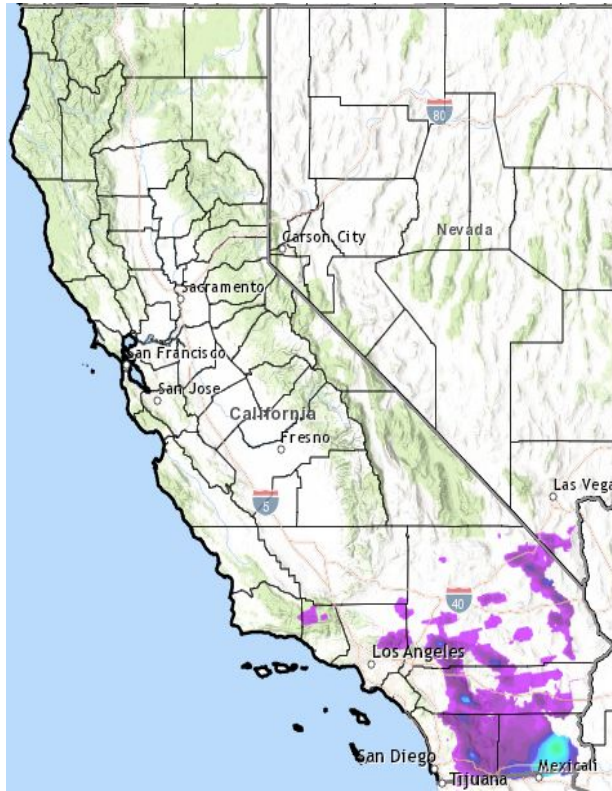 80
Nevada
Carson City
Sacramento
San Francisco
San Jose
California
Fresno
5
Las Vega
40
Los Angeles
San Diego
Mexicali
Tijuana